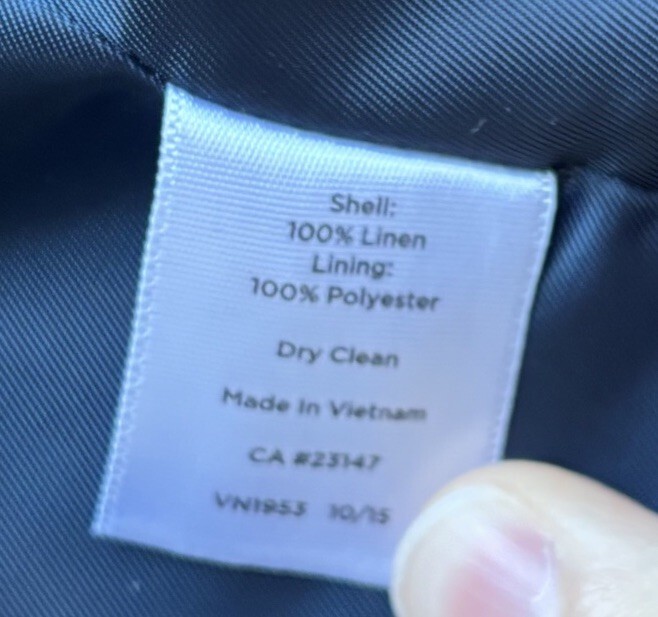 Shell:
100% Linen
Lining:
100% Polyester
Dry Clean
Made In Vietnam
CA #23147
VN1953 10/15